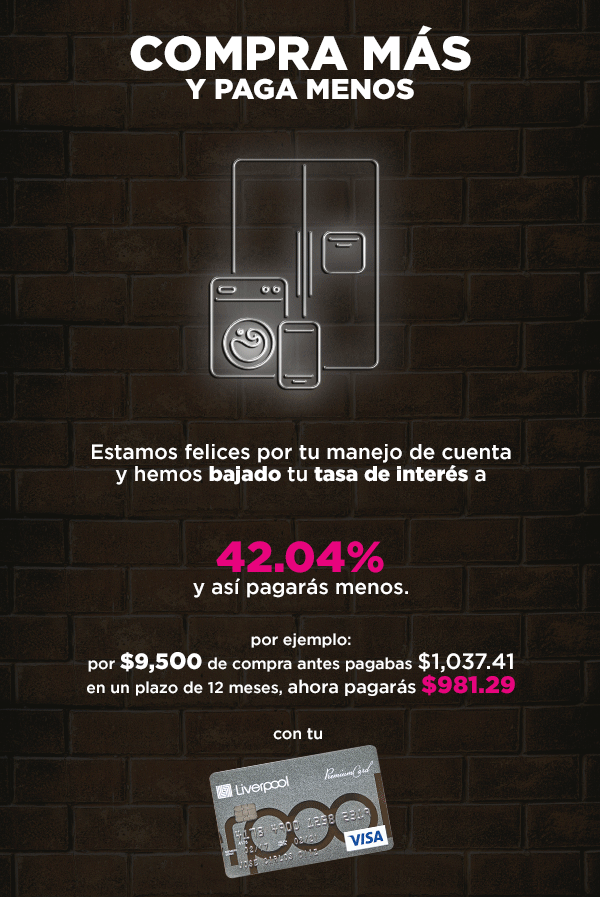 COMPRA MÁS
Y PAGA MENOS
Estamos felices por tu manejo de cuenta
y hemos bajado tu tasa de interés a
42.04%
y así pagarás menos.
por ejemplo:
por $9,500 de compra antes pagabas $1,037.41
en un plazo de 12 meses, ahora pagarás $981.29
con tu
Liverpool PremiumCard
VISA